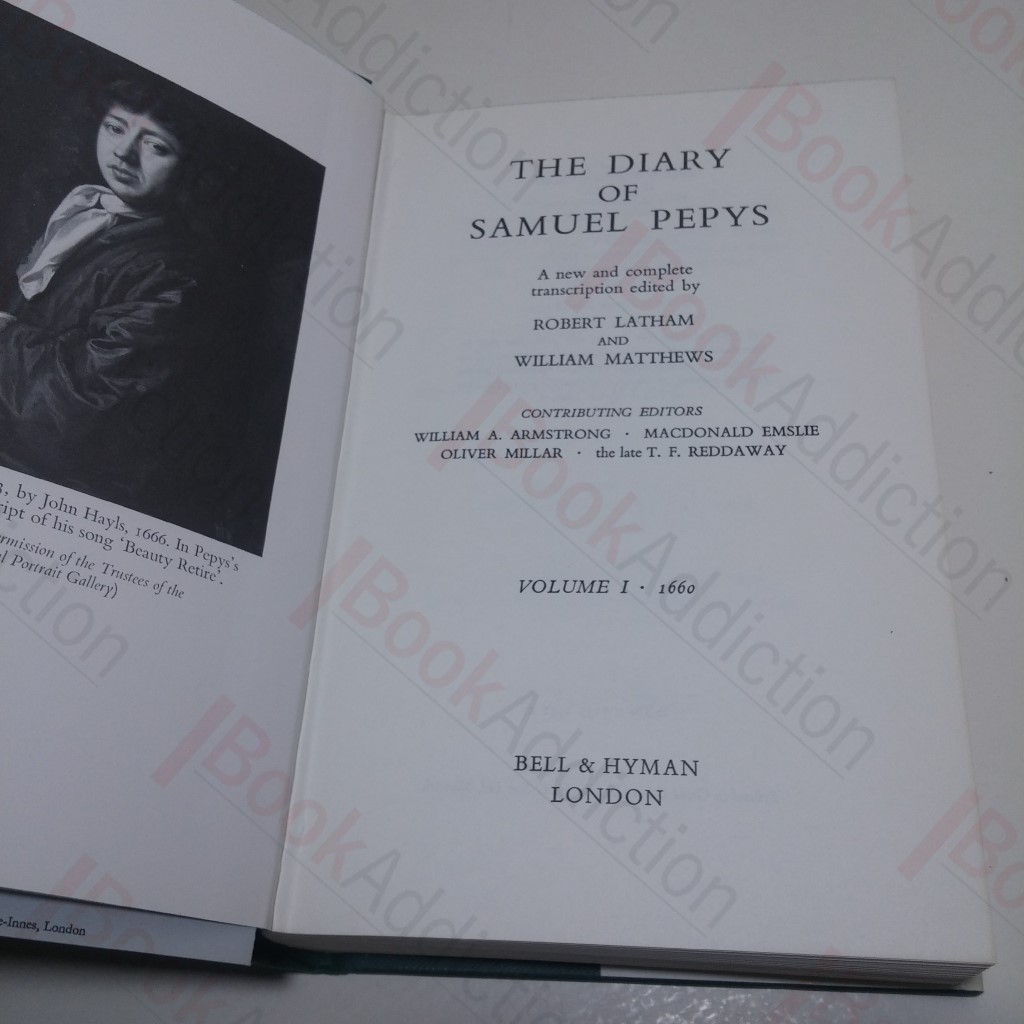 3, by John Hayls, 1666. In Pepys's
ript of his song 'Beauty Retire'.
rmission of the Trustees of the
l Portrait Gallery)
e-Innes, London
THE DIARY
OF
SAMUEL PEPYS
A new and complete
transcription edited by
ROBERT LATHAM
AND
WILLIAM MATTHEWS
CONTRIBUTING EDITORS
WILLIAM A. ARMSTRONG · MACDONALD EMSLIE
OLIVER MILLAR · the late T. F. REDDAWAY
VOLUME I · 1660
BELL & HYMAN
LONDON
BookAddiction